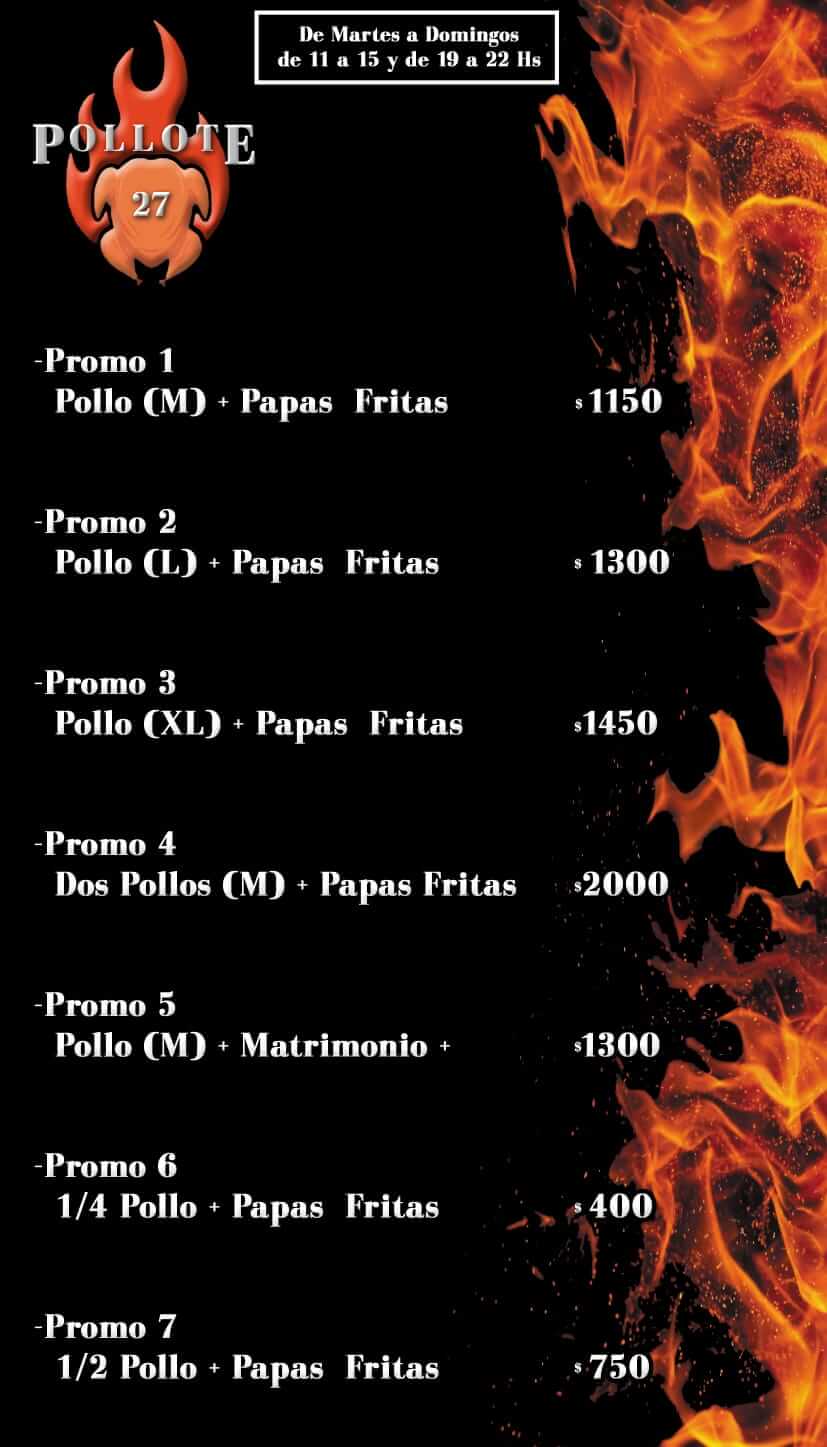 De Martes a Domingos
de 11 a 15 y de 19 a 22 Hs
POLLOTE
27
-Promo 1
Pollo (M) + Papas Fritas $ 1150
-Promo 2
Pollo (L) + Papas Fritas $ 1300
-Promo 3
Pollo (XL) + Papas Fritas $1450
-Promo 4
Dos Pollos (M) + Papas Fritas $2000
-Promo 5
Pollo (M) + Matrimonio + $1300
-Promo 6
1/4 Pollo + Papas Fritas $ 400
-Promo 7
1/2 Pollo + Papas Fritas $ 750